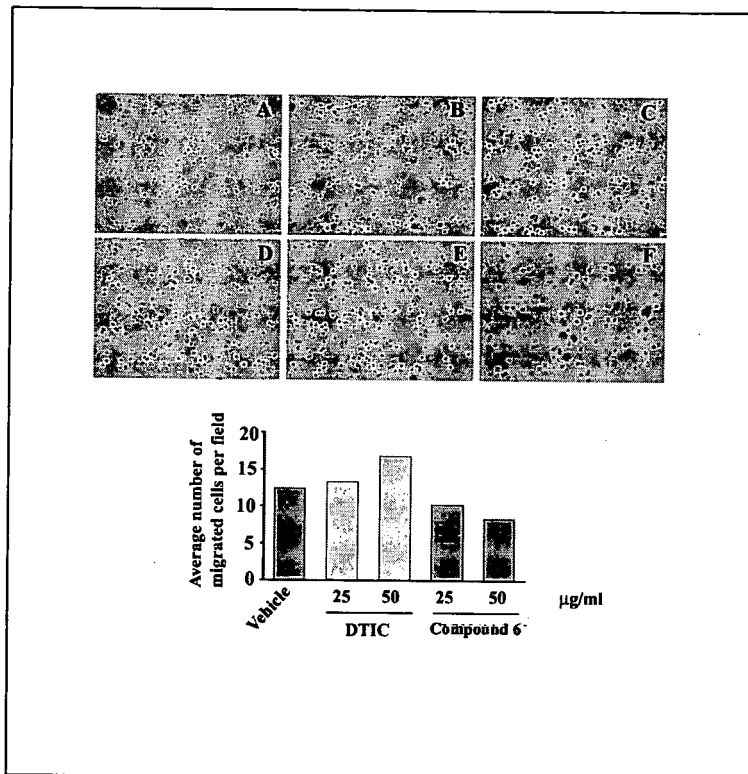 A B C
D E F
Average number of
migrated cells per field
20
15
10
5
0
Vehicle 25 50 25 50 µg/ml
DTIC Compound 6